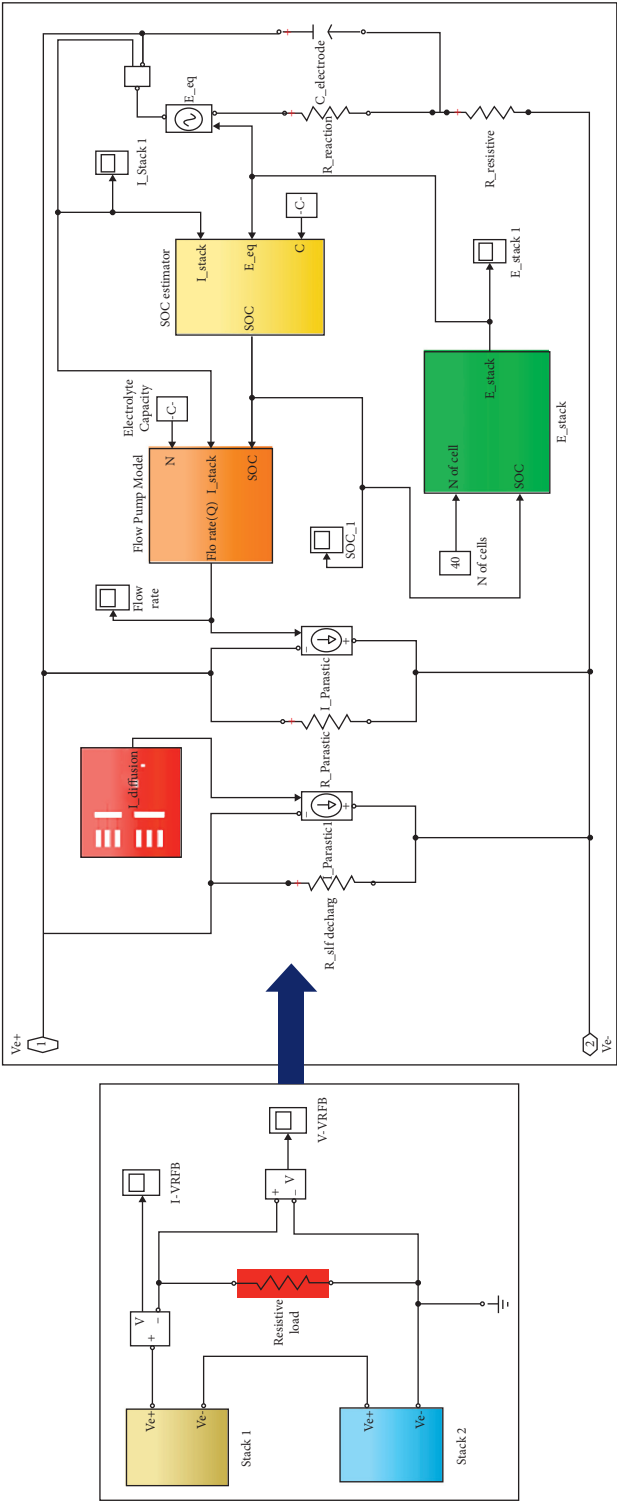 Ve+
1
I_diffusion
R_slf decharg
I_Parastic1
−
+
+
R_Parastic
I_Parastic
−
+
+
Flow
rate
Flow Pump Model
Flo rate(Q)
N
I_stack
SOC
Electrolyte
Capacity
-C-
SOC_1
SOC estimator
SOC
I_stack
E_eq
C
-C-
I_Stack 1
E_eq
R_reaction
+
C_electrode
+
R_resistive
+
40
N of cells
N of cell
SOC
E_stack
E_stack
E_stack 1
2
Ve-
Stack 1
Ve+
Ve-
Stack 2
Ve+
Ve-
+
−
V
I-VRFB
Resistive
load
+
−
V
V-VRFB